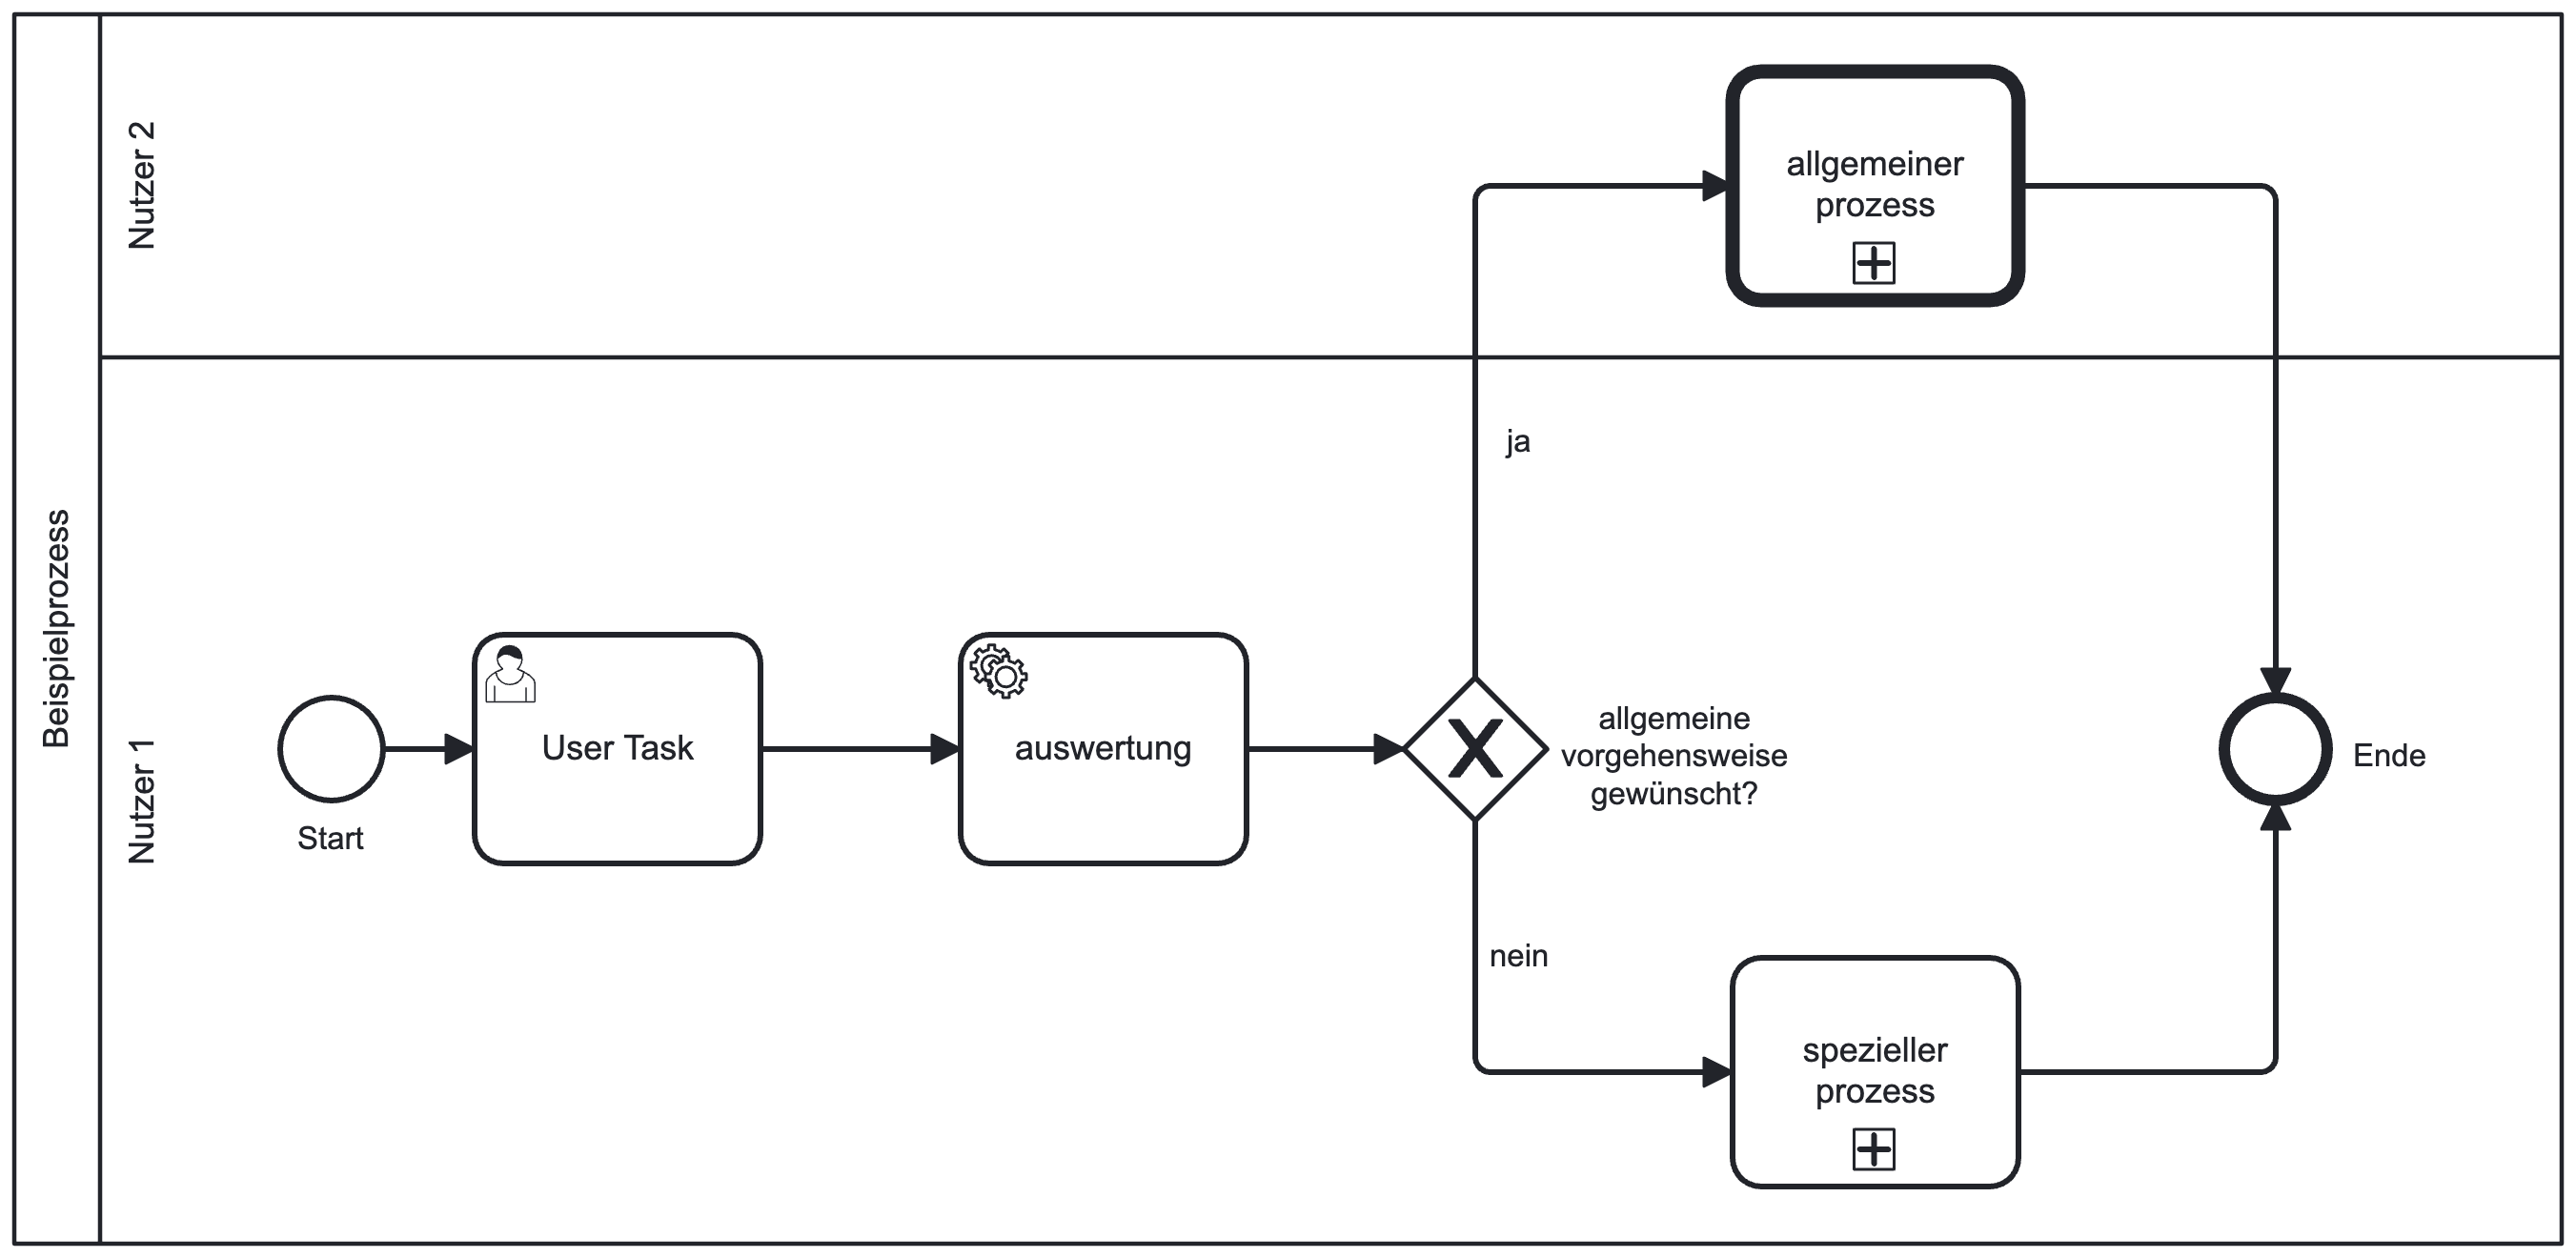 Beispielprozess
Nutzer 2
allgemeiner
prozess
ja
Nutzer 1
Start
User Task
auswertung
allgemeine
vorgehensweise
gewünscht?
Ende
nein
spezieller
prozess